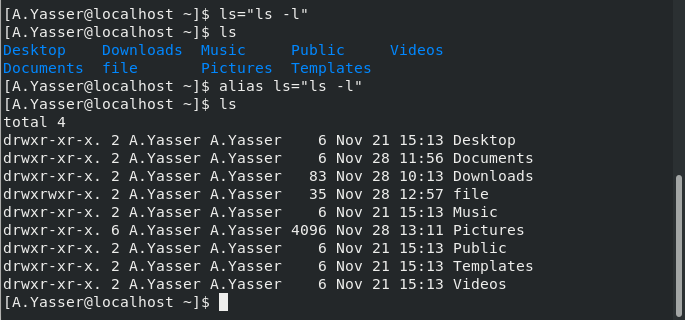 [A.Yasser@localhost ~]$ ls="ls -l"
[A.Yasser@localhost ~]$ ls
Desktop    Downloads  Music     Public     Videos
Documents  file       Pictures  Templates
[A.Yasser@localhost ~]$ alias ls="ls -l"
[A.Yasser@localhost ~]$ ls
total 4
drwxr-xr-x. 2 A.Yasser A.Yasser    6 Nov 21 15:13 Desktop
drwxr-xr-x. 2 A.Yasser A.Yasser    6 Nov 28 11:56 Documents
drwxr-xr-x. 2 A.Yasser A.Yasser   83 Nov 28 10:13 Downloads
drwxrwxr-x. 2 A.Yasser A.Yasser   35 Nov 28 12:57 file
drwxr-xr-x. 2 A.Yasser A.Yasser    6 Nov 21 15:13 Music
drwxr-xr-x. 6 A.Yasser A.Yasser 4096 Nov 28 13:11 Pictures
drwxr-xr-x. 2 A.Yasser A.Yasser    6 Nov 21 15:13 Public
drwxr-xr-x. 2 A.Yasser A.Yasser    6 Nov 21 15:13 Templates
drwxr-xr-x. 2 A.Yasser A.Yasser    6 Nov 21 15:13 Videos
[A.Yasser@localhost ~]$